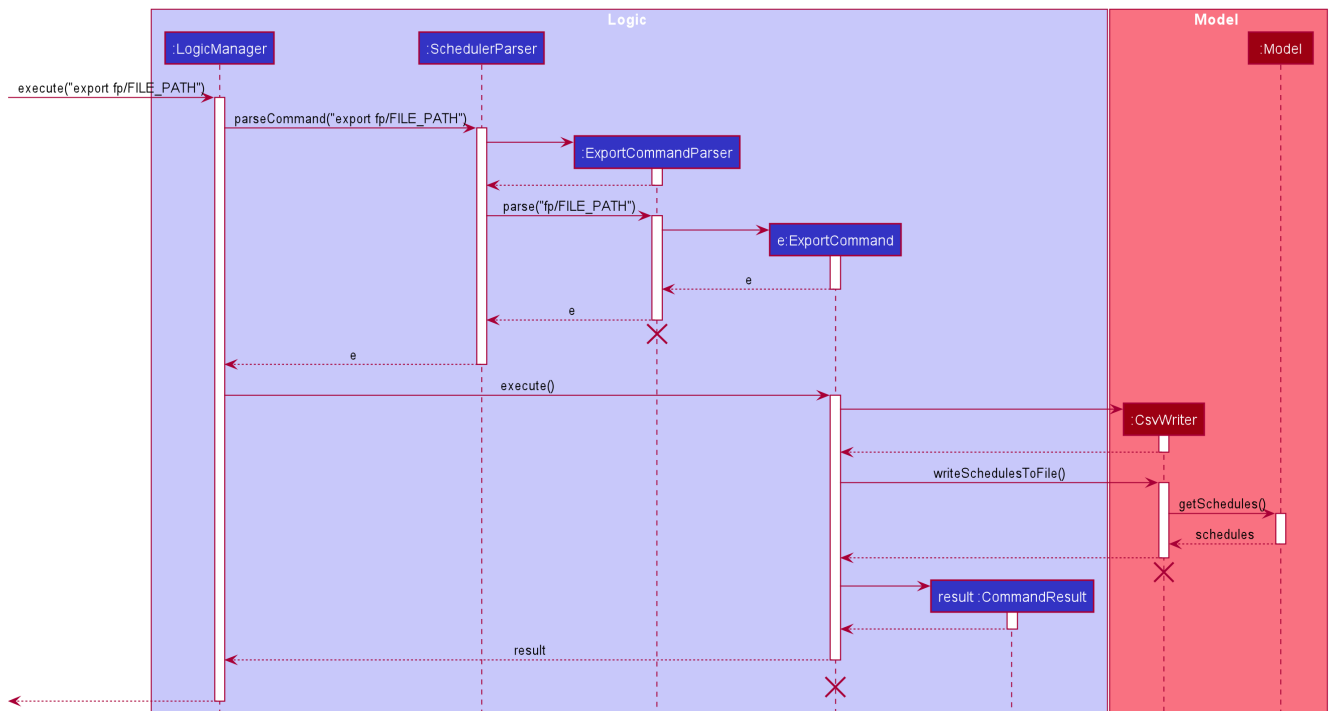 Logic
Model
:LogicManager
:SchedulerParser
:Model
execute("export fp/FILE_PATH")
parseCommand("export fp/FILE_PATH")
:ExportCommandParser
parse("fp/FILE_PATH")
e:ExportCommand
e
e
e
execute()
:CsvWriter
writeSchedulesToFile()
getSchedules()
schedules
result :CommandResult
result